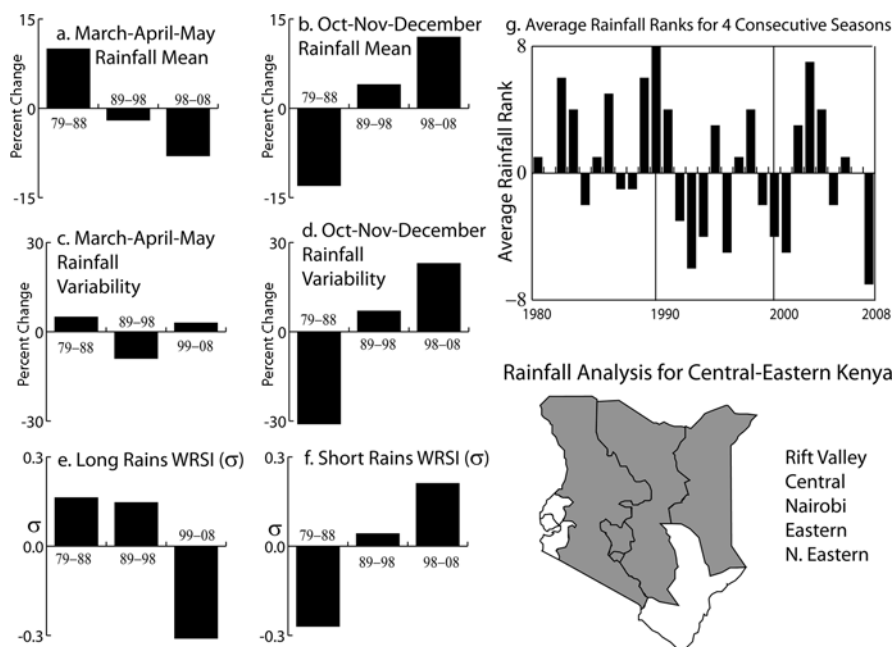 a. March-April-May
Rainfall Mean
Percent Change
15
0
-15
79–88
89–98
98–08
b. Oct-Nov-December
Rainfall Mean
Percent Change
15
0
-15
79–88
89–98
98–08
g. Average Rainfall Ranks for 4 Consecutive Seasons
Average Rainfall Rank
8
0
−8
1980
1990
2000
2008
c. March-April-May
Rainfall
Variability
Percent Change
30
0
-30
79–88
89–98
99–08
d. Oct-Nov-December
Rainfall
Variability
Percent Change
30
0
-30
79–88
89–98
98–08
e. Long Rains WRSI (σ)
σ
0.3
0.0
-0.3
79–88
89–98
99–08
f. Short Rains WRSI (σ)
0.3
0.0
-0.3
79–88
89–98
98–08
Rainfall Analysis for Central-Eastern Kenya
Rift Valley
Central
Nairobi
Eastern
N. Eastern